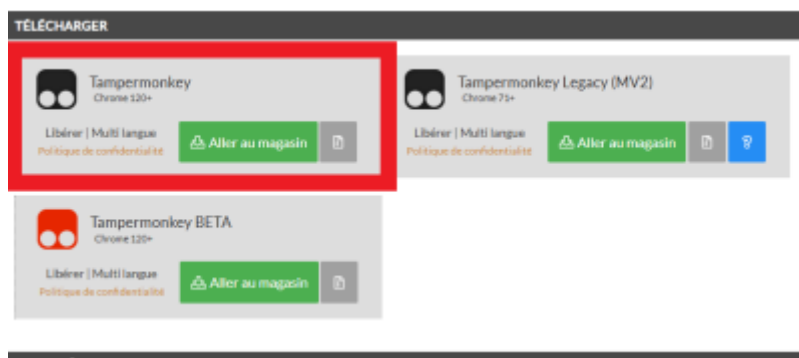 TÉLÉCHARGER
Tampermonkey
Chrome 120+
Libérer | Multi langue
Politique de confidentialité
Aller au magasin
Tampermonkey Legacy (MV2)
Chrome 71+
Libérer | Multi langue
Politique de confidentialité
Aller au magasin
Tampermonkey BETA
Chrome 120+
Libérer | Multi langue
Politique de confidentialité
Aller au magasin